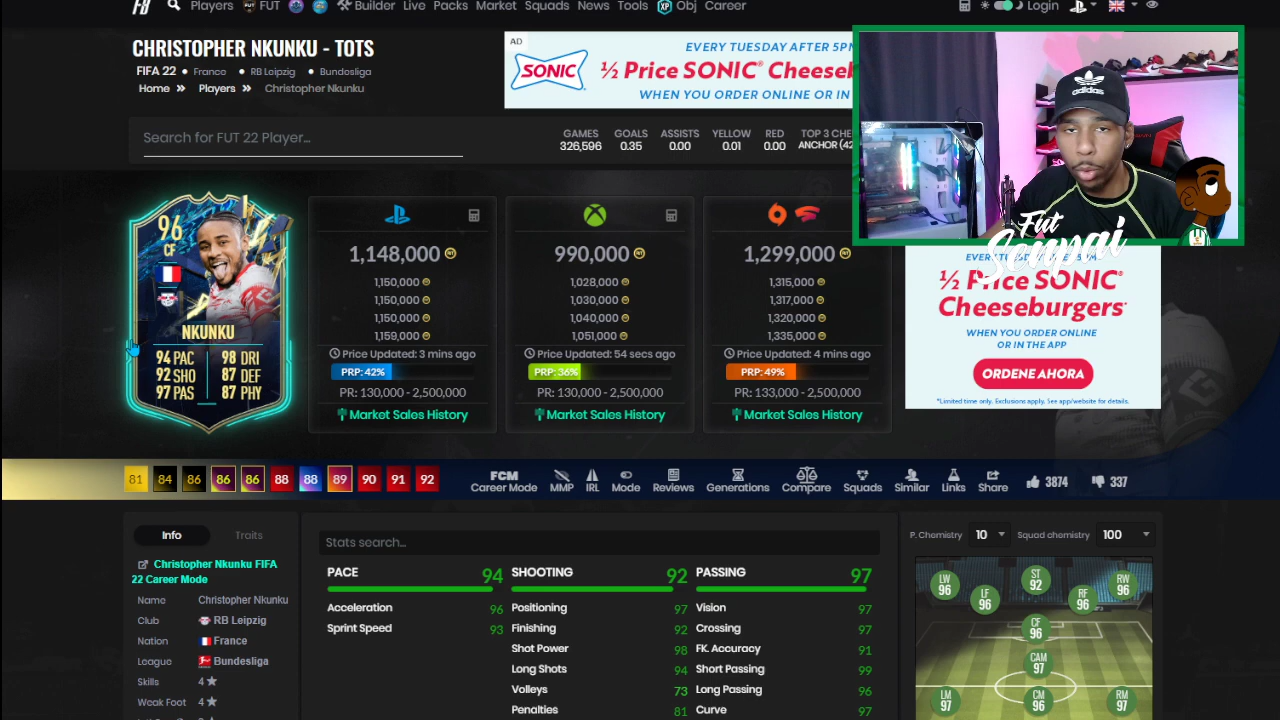 F8 Players FUT Builder Live Packs Market Squads News Tools XP Obj Career Login
CHRISTOPHER NKUNKU - TOTS
FIFA 22 • France • RB Leipzig • Bundesliga
Home » Players » Christopher Nkunku
AD
SONIC
EVERY TUESDAY AFTER 5P
½ Price SONIC® Cheeseb
WHEN YOU ORDER ONLINE OR IN
adidas
Search for FUT 22 Player...
GAMES GOALS ASSISTS YELLOW RED TOP 3 CHE
326,596 0.35 0.00 0.01 0.00 ANCHOR (42
96
CF
NKUNKU
94 PAC 98 DRI
92 SHO 87 DEF
97 PAS 87 PHY
1,148,000
1,150,000
1,150,000
1,150,000
1,159,000
Price Updated: 3 mins ago
PRP: 42%
PR: 130,000 - 2,500,000
Market Sales History
990,000
1,028,000
1,030,000
1,040,000
1,051,000
Price Updated: 54 secs ago
PRP: 36%
PR: 130,000 - 2,500,000
Market Sales History
1,299,000
1,315,000
1,317,000
1,320,000
1,335,000
Price Updated: 4 mins ago
PRP: 49%
PR: 133,000 - 2,500,000
Market Sales History
Fut
Senpai
½ Price SONIC®
Cheeseburgers
WHEN YOU ORDER ONLINE
OR IN THE APP
ORDENE AHORA
*Limited time only. Exclusions apply. See app/website for details.
81 84 86 86 86 88 88 89 90 91 92
FCM
Career Mode MMP IRL Mode Reviews Generations Compare Squads Similar Links Share 3874 337
Info Traits
Christopher Nkunku FIFA
22 Career Mode
Name Christopher Nkunku
Club RB Leipzig
Nation France
League Bundesliga
Skills 4★
Weak Foot 4★
Stats search...
PACE 94
Acceleration 96
Sprint Speed 93
SHOOTING 92
Positioning 97
Finishing 92
Shot Power 98
Long Shots 94
Volleys 73
Penalties 81
PASSING 97
Vision 97
Crossing 97
FK. Accuracy 91
Short Passing 99
Long Passing 96
Curve 97
P. Chemistry 10 Squad chemistry 100
ST
92
LW
96
RW
96
LF
96
RF
96
CF
96
CAM
97
LM
97
CM
96
RM
97